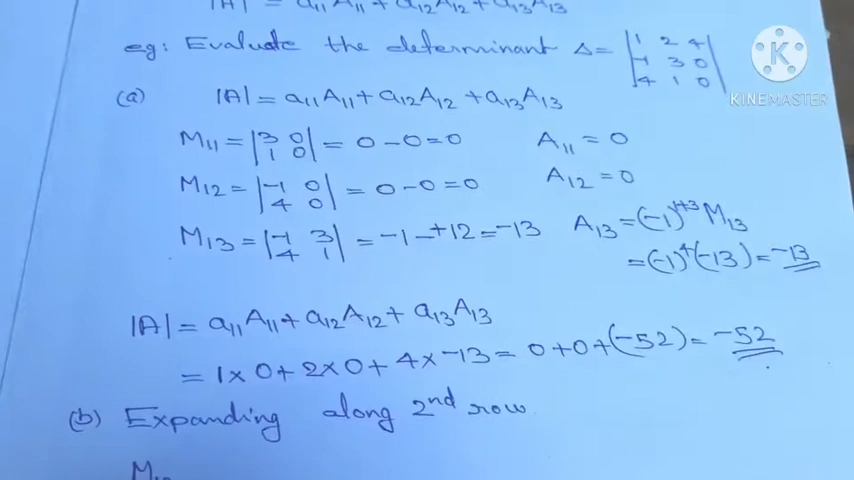 |A| = a11A11 + a12A12 + a13A13
eg: Evaluate the determinant Δ = |1 2 4|
|-1 3 0|
|4 1 0|
K
KINEMASTER
(a) |A| = a11A11 + a12A12 + a13A13
M11 = |3 0| = 0 - 0 = 0 A11 = 0
|1 0|
M12 = |-1 0| = 0 - 0 = 0 A12 = 0
|4 0|
M13 = |-1 3| = -1 - +12 = -13 A13 = (-1)^1+3 M13
|4 1|
= (-1)^4 (-13) = -13
|A| = a11A11 + a12A12 + a13A13
= 1 × 0 + 2 × 0 + 4 × -13 = 0 + 0 + (-52) = -52
(b) Expanding along 2nd row